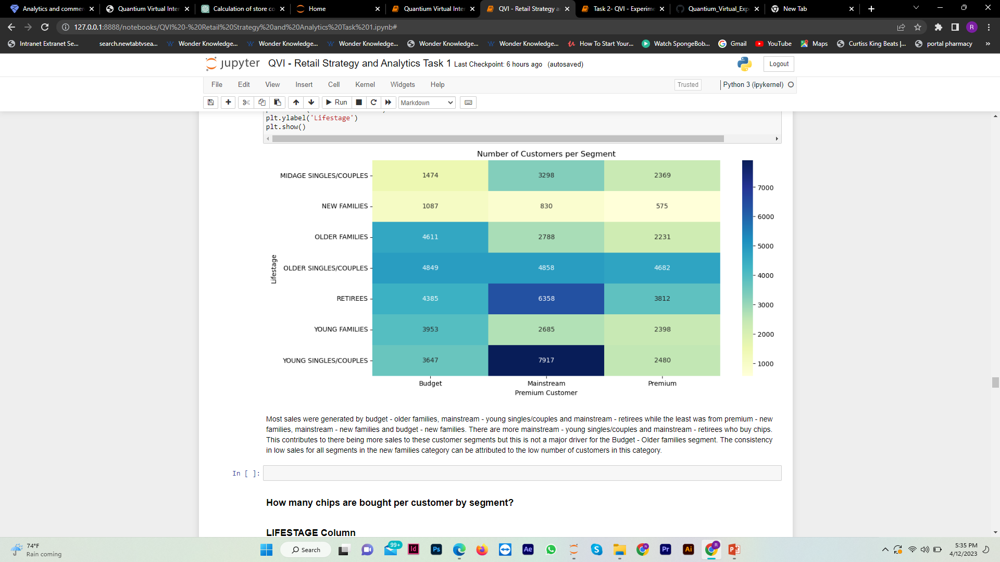 Analytics and commer
Quantium Virtual Inter
Calculation of store co
Home
Quantium Virtual Inter
QVI - Retail Strategy a
Task 2- QVI - Experime
Quantium_Virtual_Exp
New Tab
127.0.0.1:8888/notebooks/QVI%20-%20Retail%20Strategy%20and%20Analytics%20Task%201.ipynb#
R
Intranet Extranet Se...
search.newtabtvsea...
Wonder Knowledge...
Wonder Knowledge...
Wonder Knowledge...
Wonder Knowledge...
Wonder Knowledge...
How To Start Your...
Watch SpongeBob...
Gmail
YouTube
Maps
Curtiss King Beats |...
portal pharmacy
»
jupyter QVI - Retail Strategy and Analytics Task 1 Last Checkpoint: 6 hours ago (autosaved)
Logout
File Edit View Insert Cell Kernel Widgets Help
Trusted
Python 3 (ipykernel)
Run
Markdown
plt.ylabel('Lifestage')
plt.show()
Number of Customers per Segment
MIDAGE SINGLES/COUPLES 1474 3298 2369
NEW FAMILIES 1087 830 575
OLDER FAMILIES 4611 2788 2231
OLDER SINGLES/COUPLES 4849 4858 4682
RETIREES 4385 6358 3812
YOUNG FAMILIES 3953 2685 2398
YOUNG SINGLES/COUPLES 3647 7917 2480
Lifestage
Budget Mainstream Premium
Premium Customer
7000
6000
5000
4000
3000
2000
1000
Most sales were generated by budget - older families, mainstream - young singles/couples and mainstream - retirees while the least was from premium - new
families, mainstream - new families and budget - new families. There are more mainstream - young singles/couples and mainstream - retirees who buy chips.
This contributes to there being more sales to these customer segments but this is not a major driver for the Budget - Older families segment. The consistency
in low sales for all segments in the new families category can be attributed to the low number of customers in this category.
In [ ]:
How many chips are bought per customer by segment?
LIFESTAGE Column
74°F
Rain coming
Search
99+
Id
Ps
Ae
N
Pr
Ai
R
P
5:35 PM
4/12/2023